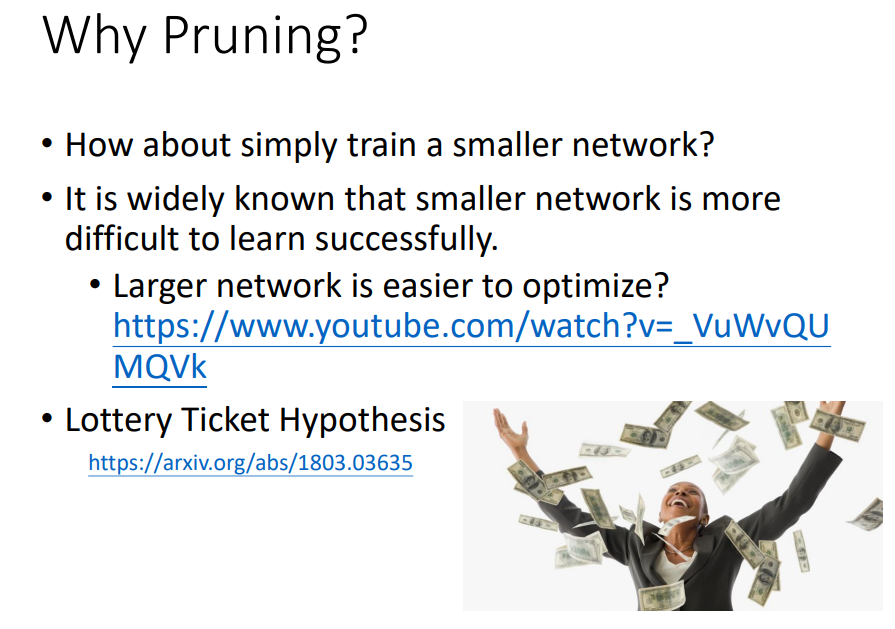 Why Pruning?
• How about simply train a smaller network?
• It is widely known that smaller network is more
difficult to learn successfully.
• Larger network is easier to optimize?
https://www.youtube.com/watch?v=_VuWvQU
MQVk
• Lottery Ticket Hypothesis
https://arxiv.org/abs/1803.03635